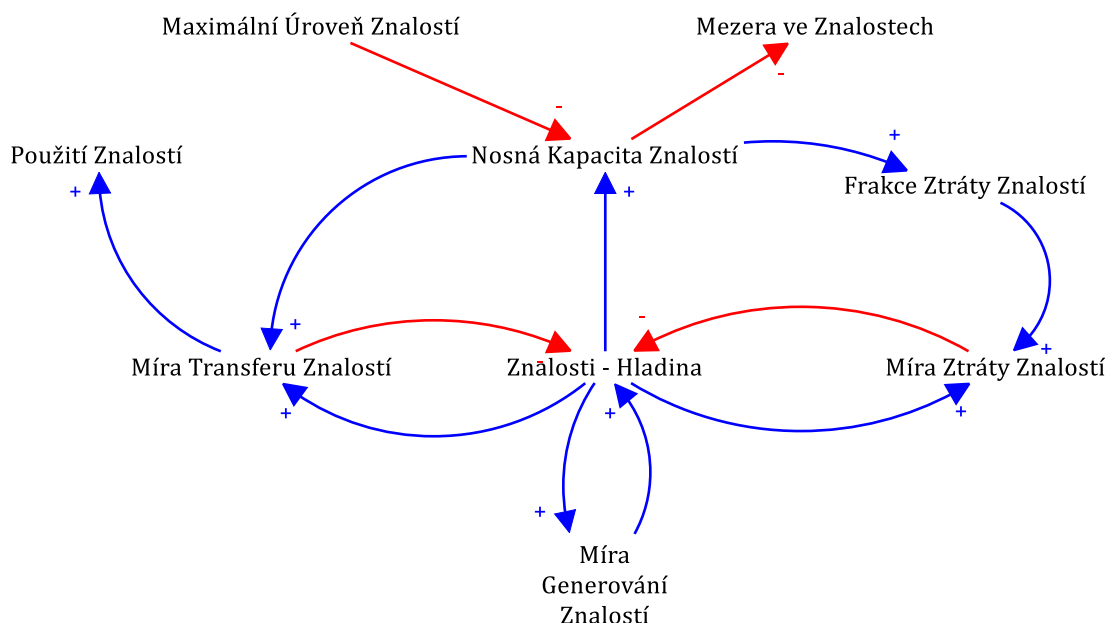 Maximální Úroveň Znalostí
Mezera ve Znalostech
-
-
+
Použití Znalostí
Nosná Kapacita Znalostí
+
+
Frakce Ztráty Znalostí
-
+
+
-
Míra Transferu Znalostí
Znalosti - Hladina
Míra Ztráty Znalostí
+
+
+
+
Míra
Generování
Znalostí